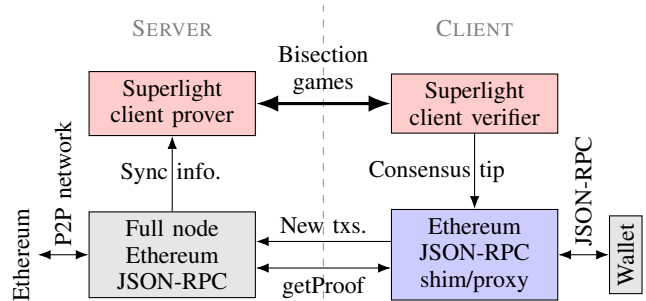 SERVER
CLIENT
Bisection
games
Superlight
client prover
Superlight
client verifier
Sync info.
Consensus tip
Ethereum
P2P network
Full node
Ethereum
JSON-RPC
New txs.
getProof
Ethereum
JSON-RPC
shim/proxy
JSON-RPC
Wallet